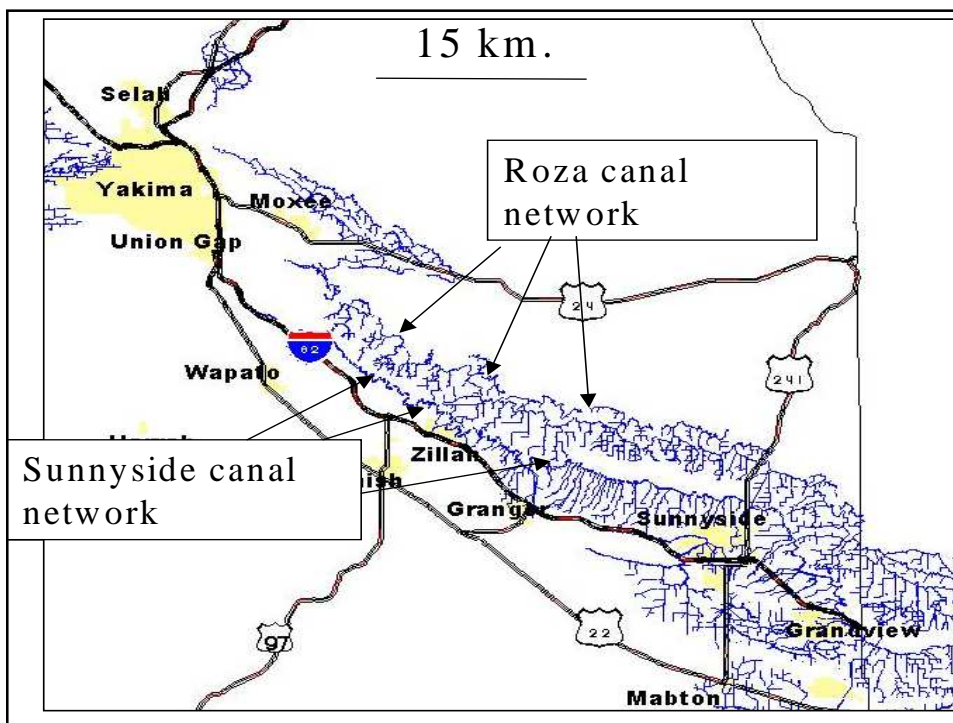 15 km.
Selah
Roza canal
network
Yakima
Moxee
Union Gap
24
82
Wapato
241
Sunnyside canal
network
Zillah
ish
Granger
Sunnyside
97
22
Grandview
Mabton